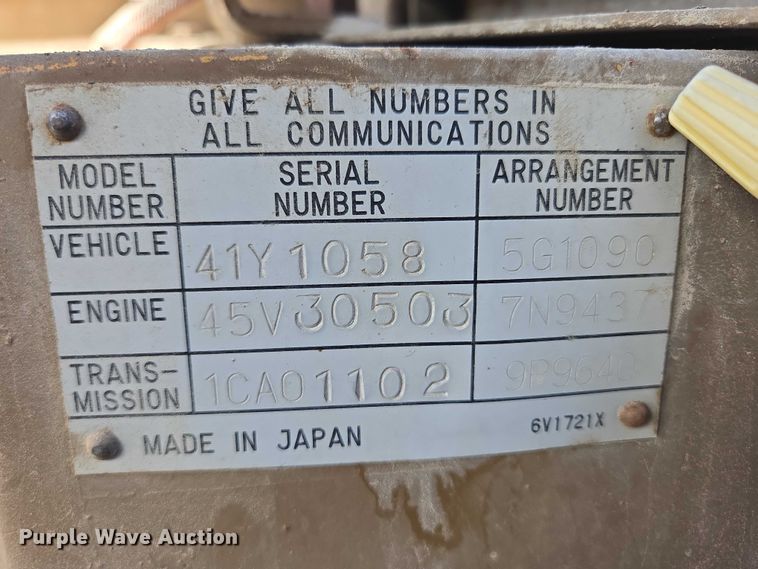 GIVE ALL NUMBERS IN
ALL COMMUNICATIONS
MODEL NUMBER SERIAL NUMBER ARRANGEMENT NUMBER
VEHICLE 41Y1058 5G1090
ENGINE 45V30503 7N9437
TRANS-MISSION 1CA01102 9P9640
MADE IN JAPAN 6V1721X
Purple Wave Auction